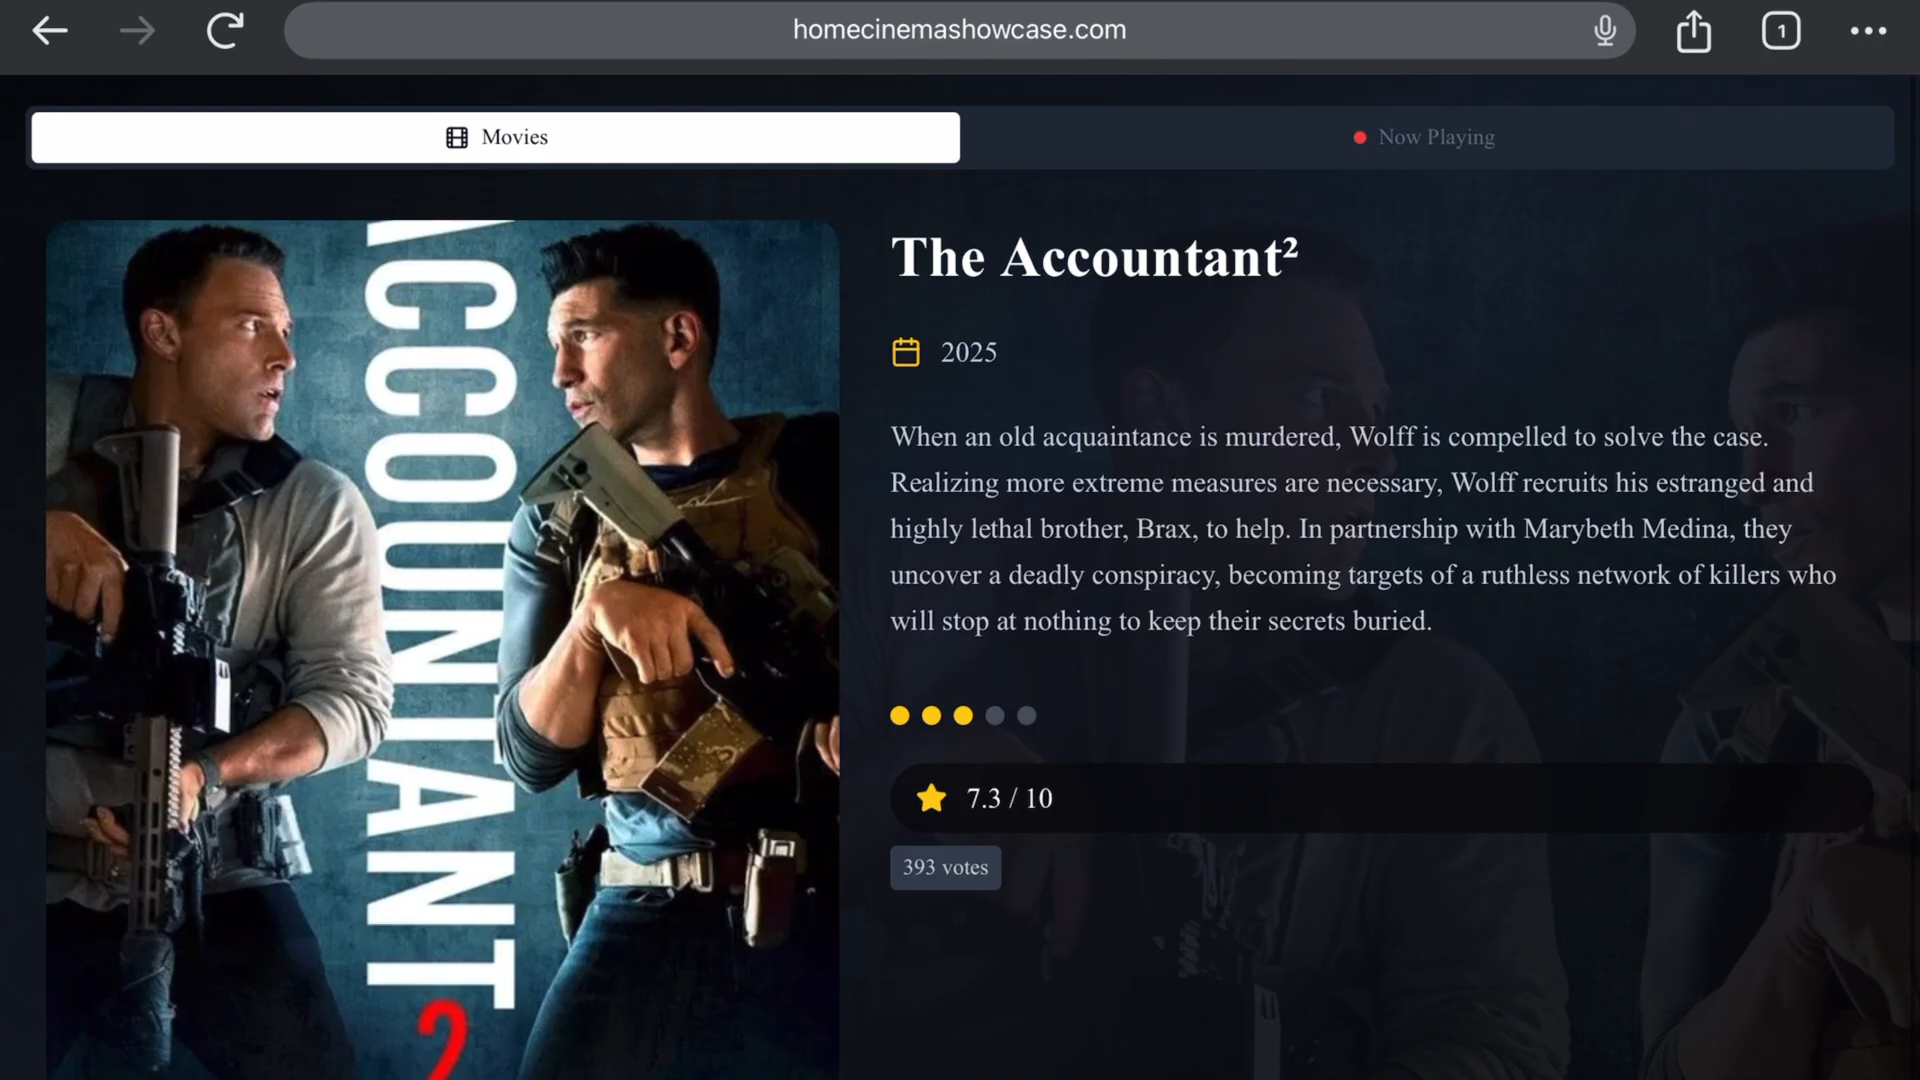 homecinemashowcase.com
1
Movies
Now Playing
ACCOUNTANT
2
The Accountant²
2025
When an old acquaintance is murdered, Wolff is compelled to solve the case.
Realizing more extreme measures are necessary, Wolff recruits his estranged and
highly lethal brother, Brax, to help. In partnership with Marybeth Medina, they
uncover a deadly conspiracy, becoming targets of a ruthless network of killers who
will stop at nothing to keep their secrets buried.
7.3 / 10
393 votes